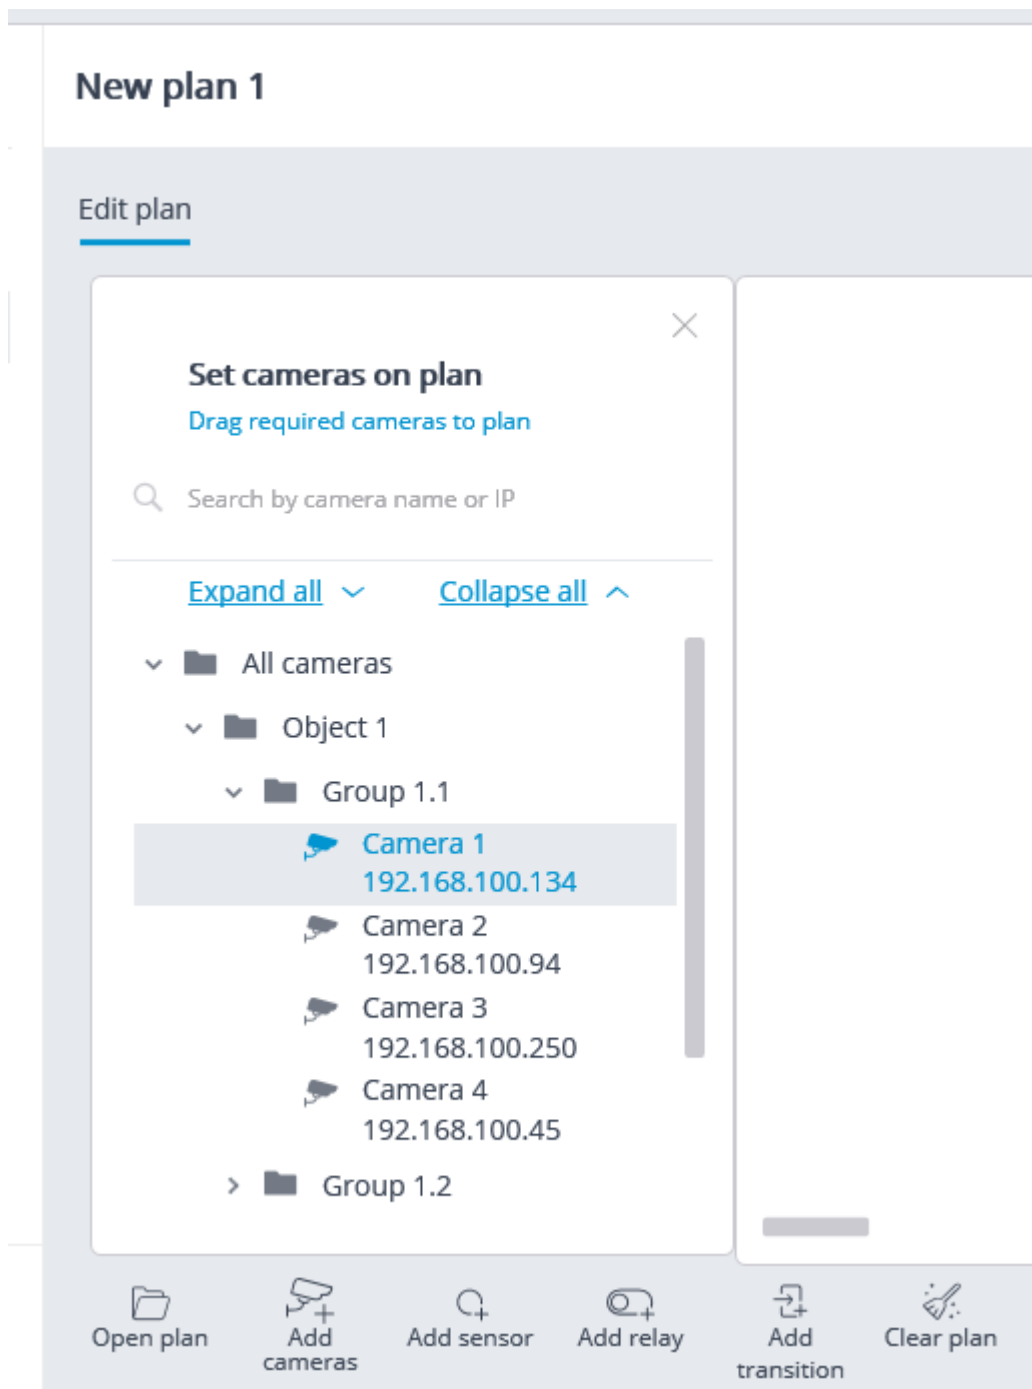 New plan 1
Edit plan
Set cameras on plan
Drag required cameras to plan
Search by camera name or IP
Expand all Collapse all
All cameras
Object 1
Group 1.1
Camera 1
192.168.100.134
Camera 2
192.168.100.94
Camera 3
192.168.100.250
Camera 4
192.168.100.45
Group 1.2
Open plan Add cameras Add sensor Add relay Add transition Clear plan